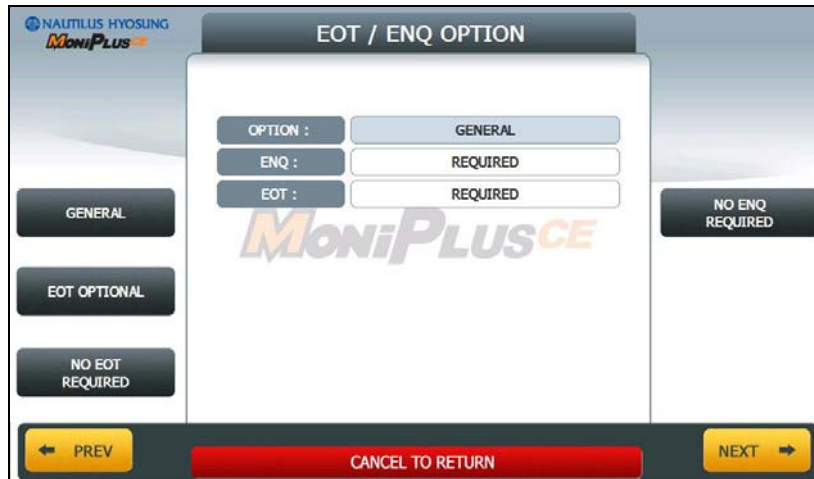 NAUTILUS HYOSUNG
MoniPlusCE
EOT / ENQ OPTION
OPTION :
GENERAL
ENQ :
REQUIRED
EOT :
REQUIRED
MoniPlusCE
GENERAL
EOT OPTIONAL
NO EOT
REQUIRED
NO ENQ
REQUIRED
PREV
CANCEL TO RETURN
NEXT